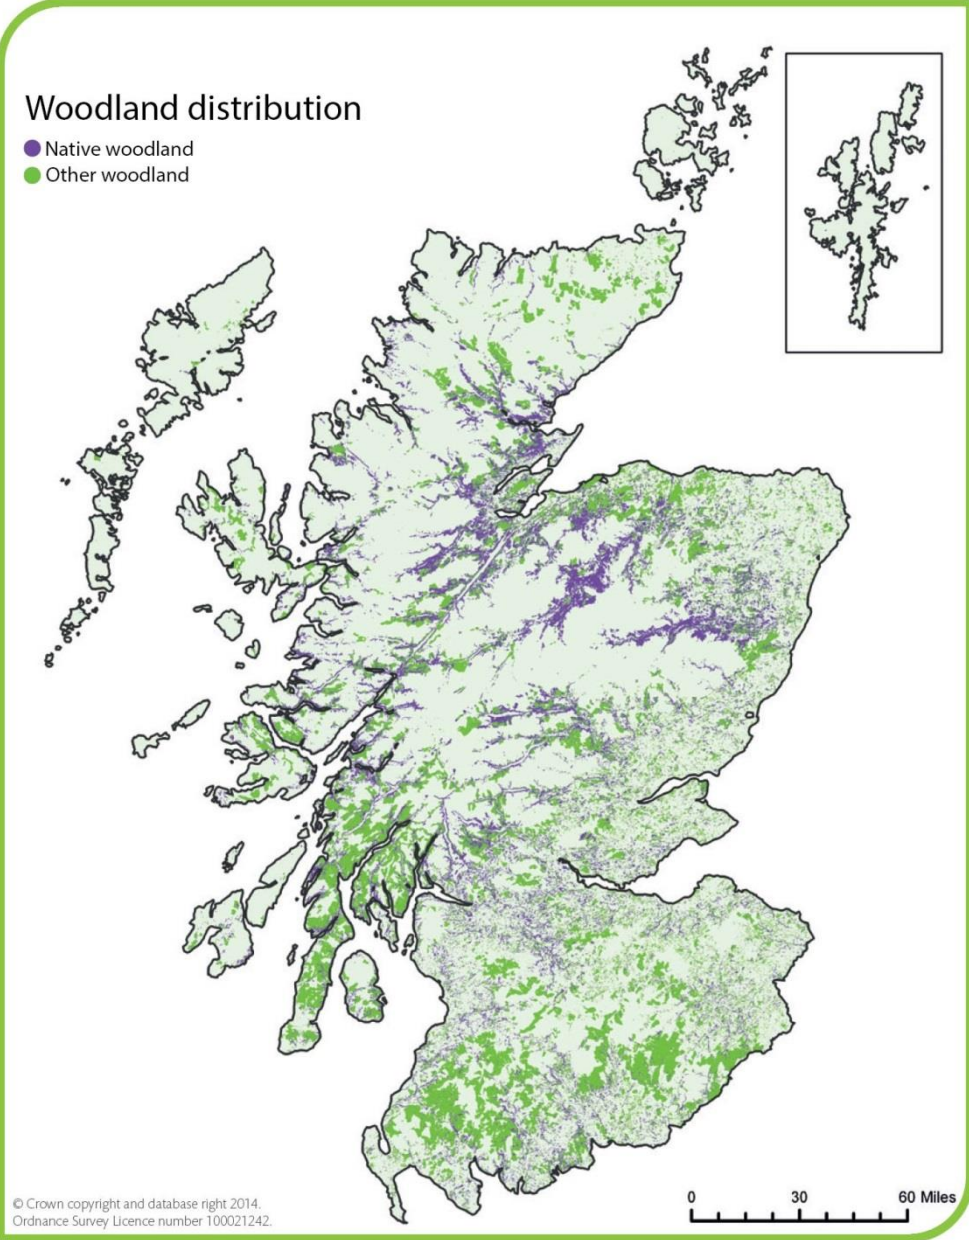 Woodland distribution
Native woodland
Other woodland
© Crown copyright and database right 2014.
Ordnance Survey Licence number 100021242.
0 30 60 Miles